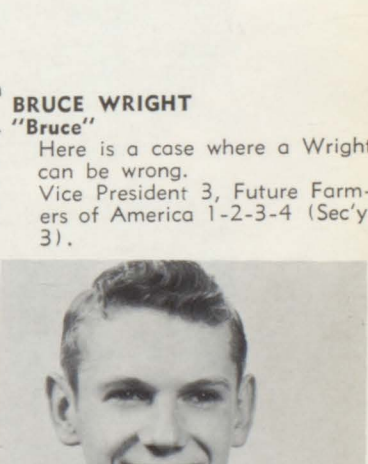 BRUCE WRIGHT
"Bruce"
Here is a case where a Wright
can be wrong.
Vice President 3, Future Farm-
ers of America 1-2-3-4 (Sec'y
3).